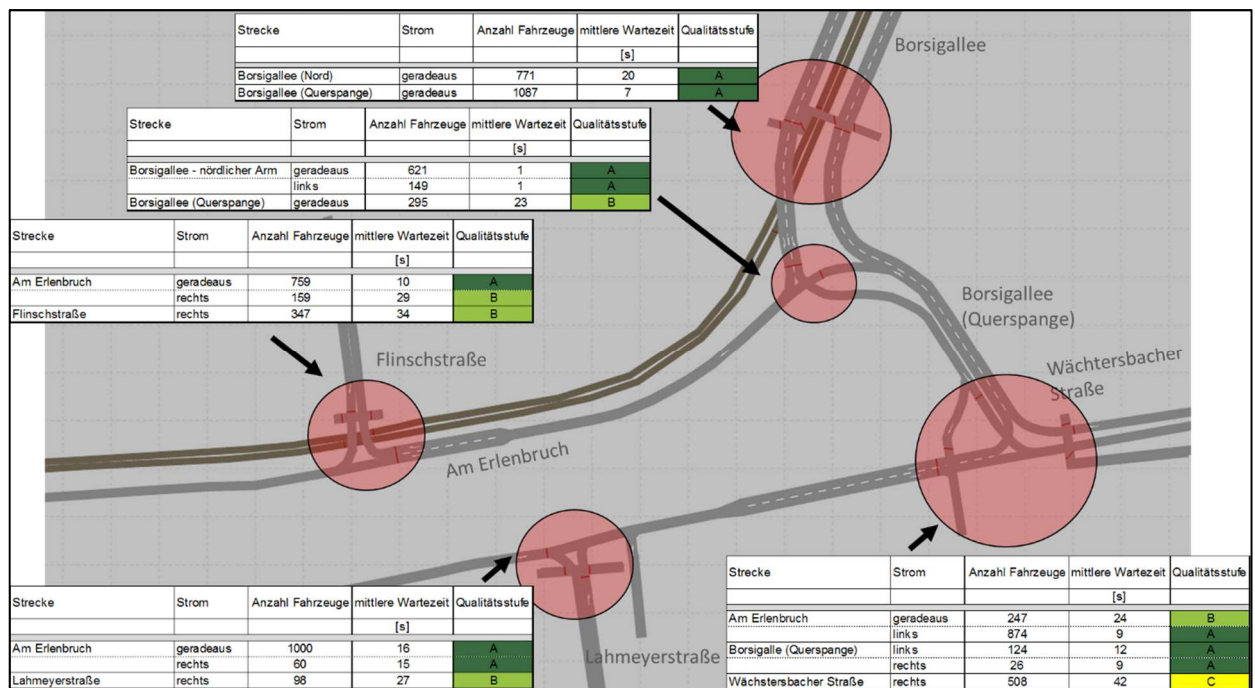 Strecke Strom Anzahl Fahrzeuge mittlere Wartezeit Qualitätsstufe
[s]
Borsigallee (Nord) geradeaus 771 20 A
Borsigallee (Querspange) geradeaus 1087 7 A
Borsigallee
Strecke Strom Anzahl Fahrzeuge mittlere Wartezeit Qualitätsstufe
[s]
Borsigallee - nördlicher Arm geradeaus 621 1 A
links 149 1 A
Borsigallee (Querspange) geradeaus 295 23 B
Strecke Strom Anzahl Fahrzeuge mittlere Wartezeit Qualitätsstufe
[s]
Am Erlenbruch geradeaus 759 10 A
rechts 159 29 B
Flinschstraße rechts 347 34 B
Borsigallee
(Querspange)
Flinschstraße
Wächtersbacher
Straße
Am Erlenbruch
Strecke Strom Anzahl Fahrzeuge mittlere Wartezeit Qualitätsstufe
[s]
Am Erlenbruch geradeaus 1000 16 A
rechts 60 15 A
Lahmeyerstraße rechts 98 27 B
Lahmeyerstraße
Strecke Strom Anzahl Fahrzeuge mittlere Wartezeit Qualitätsstufe
[s]
Am Erlenbruch geradeaus 247 24 B
links 874 9 A
Borsigalle (Querspange) links 124 12 A
rechts 26 9 A
Wächstersbacher Straße rechts 508 42 C